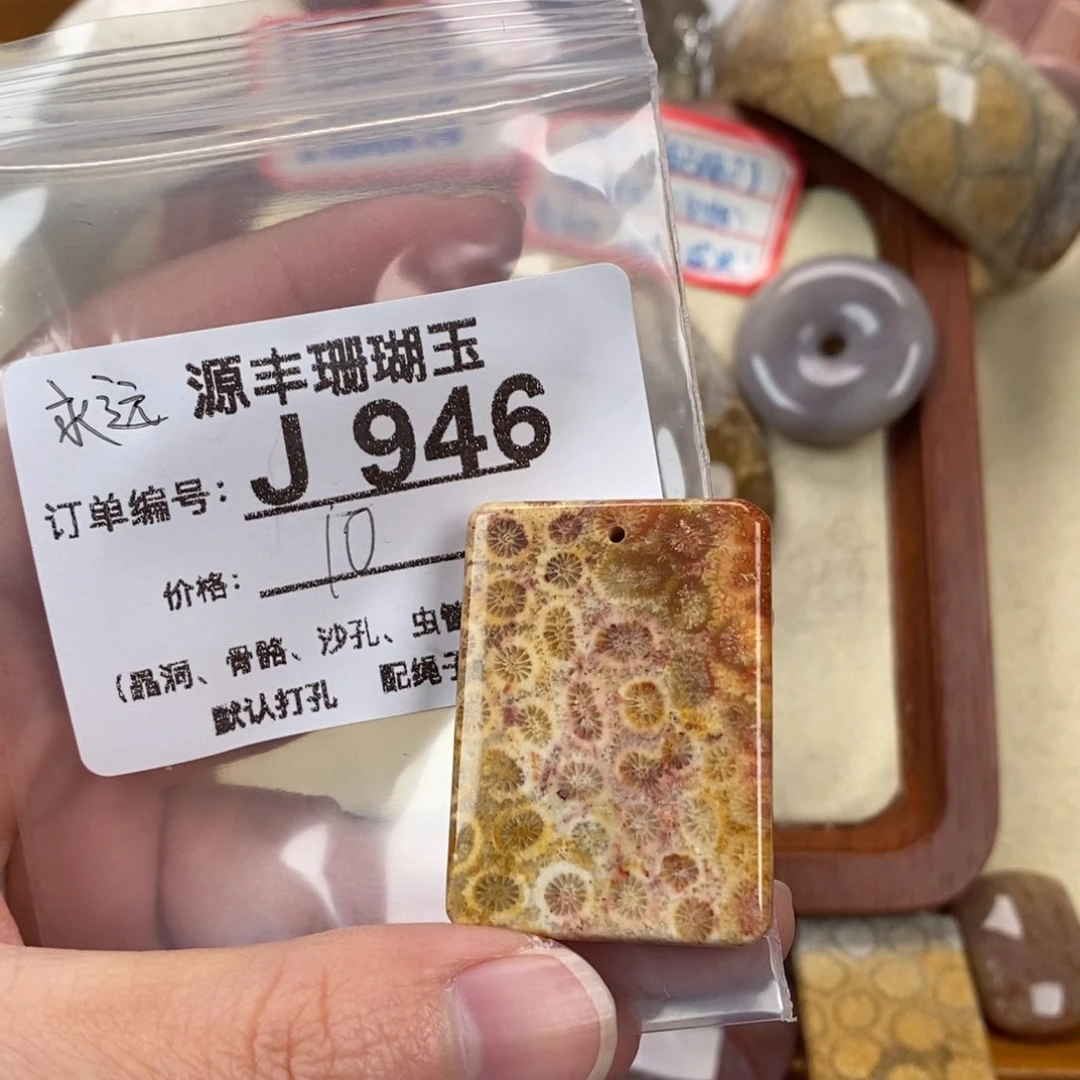 永远 源丰珊瑚玉
订单编号: J 946
价格: 10
(晶洞、骨骼、沙孔、虫
默认打孔 配绳子